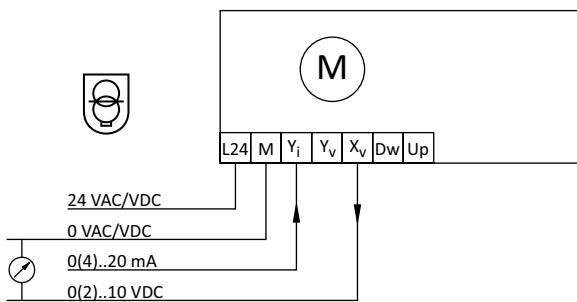 M
L24 M Yi Yv Xv Dw Up
24 VAC/VDC
0 VAC/VDC
0(4)..20 mA
0(2)..10 VDC